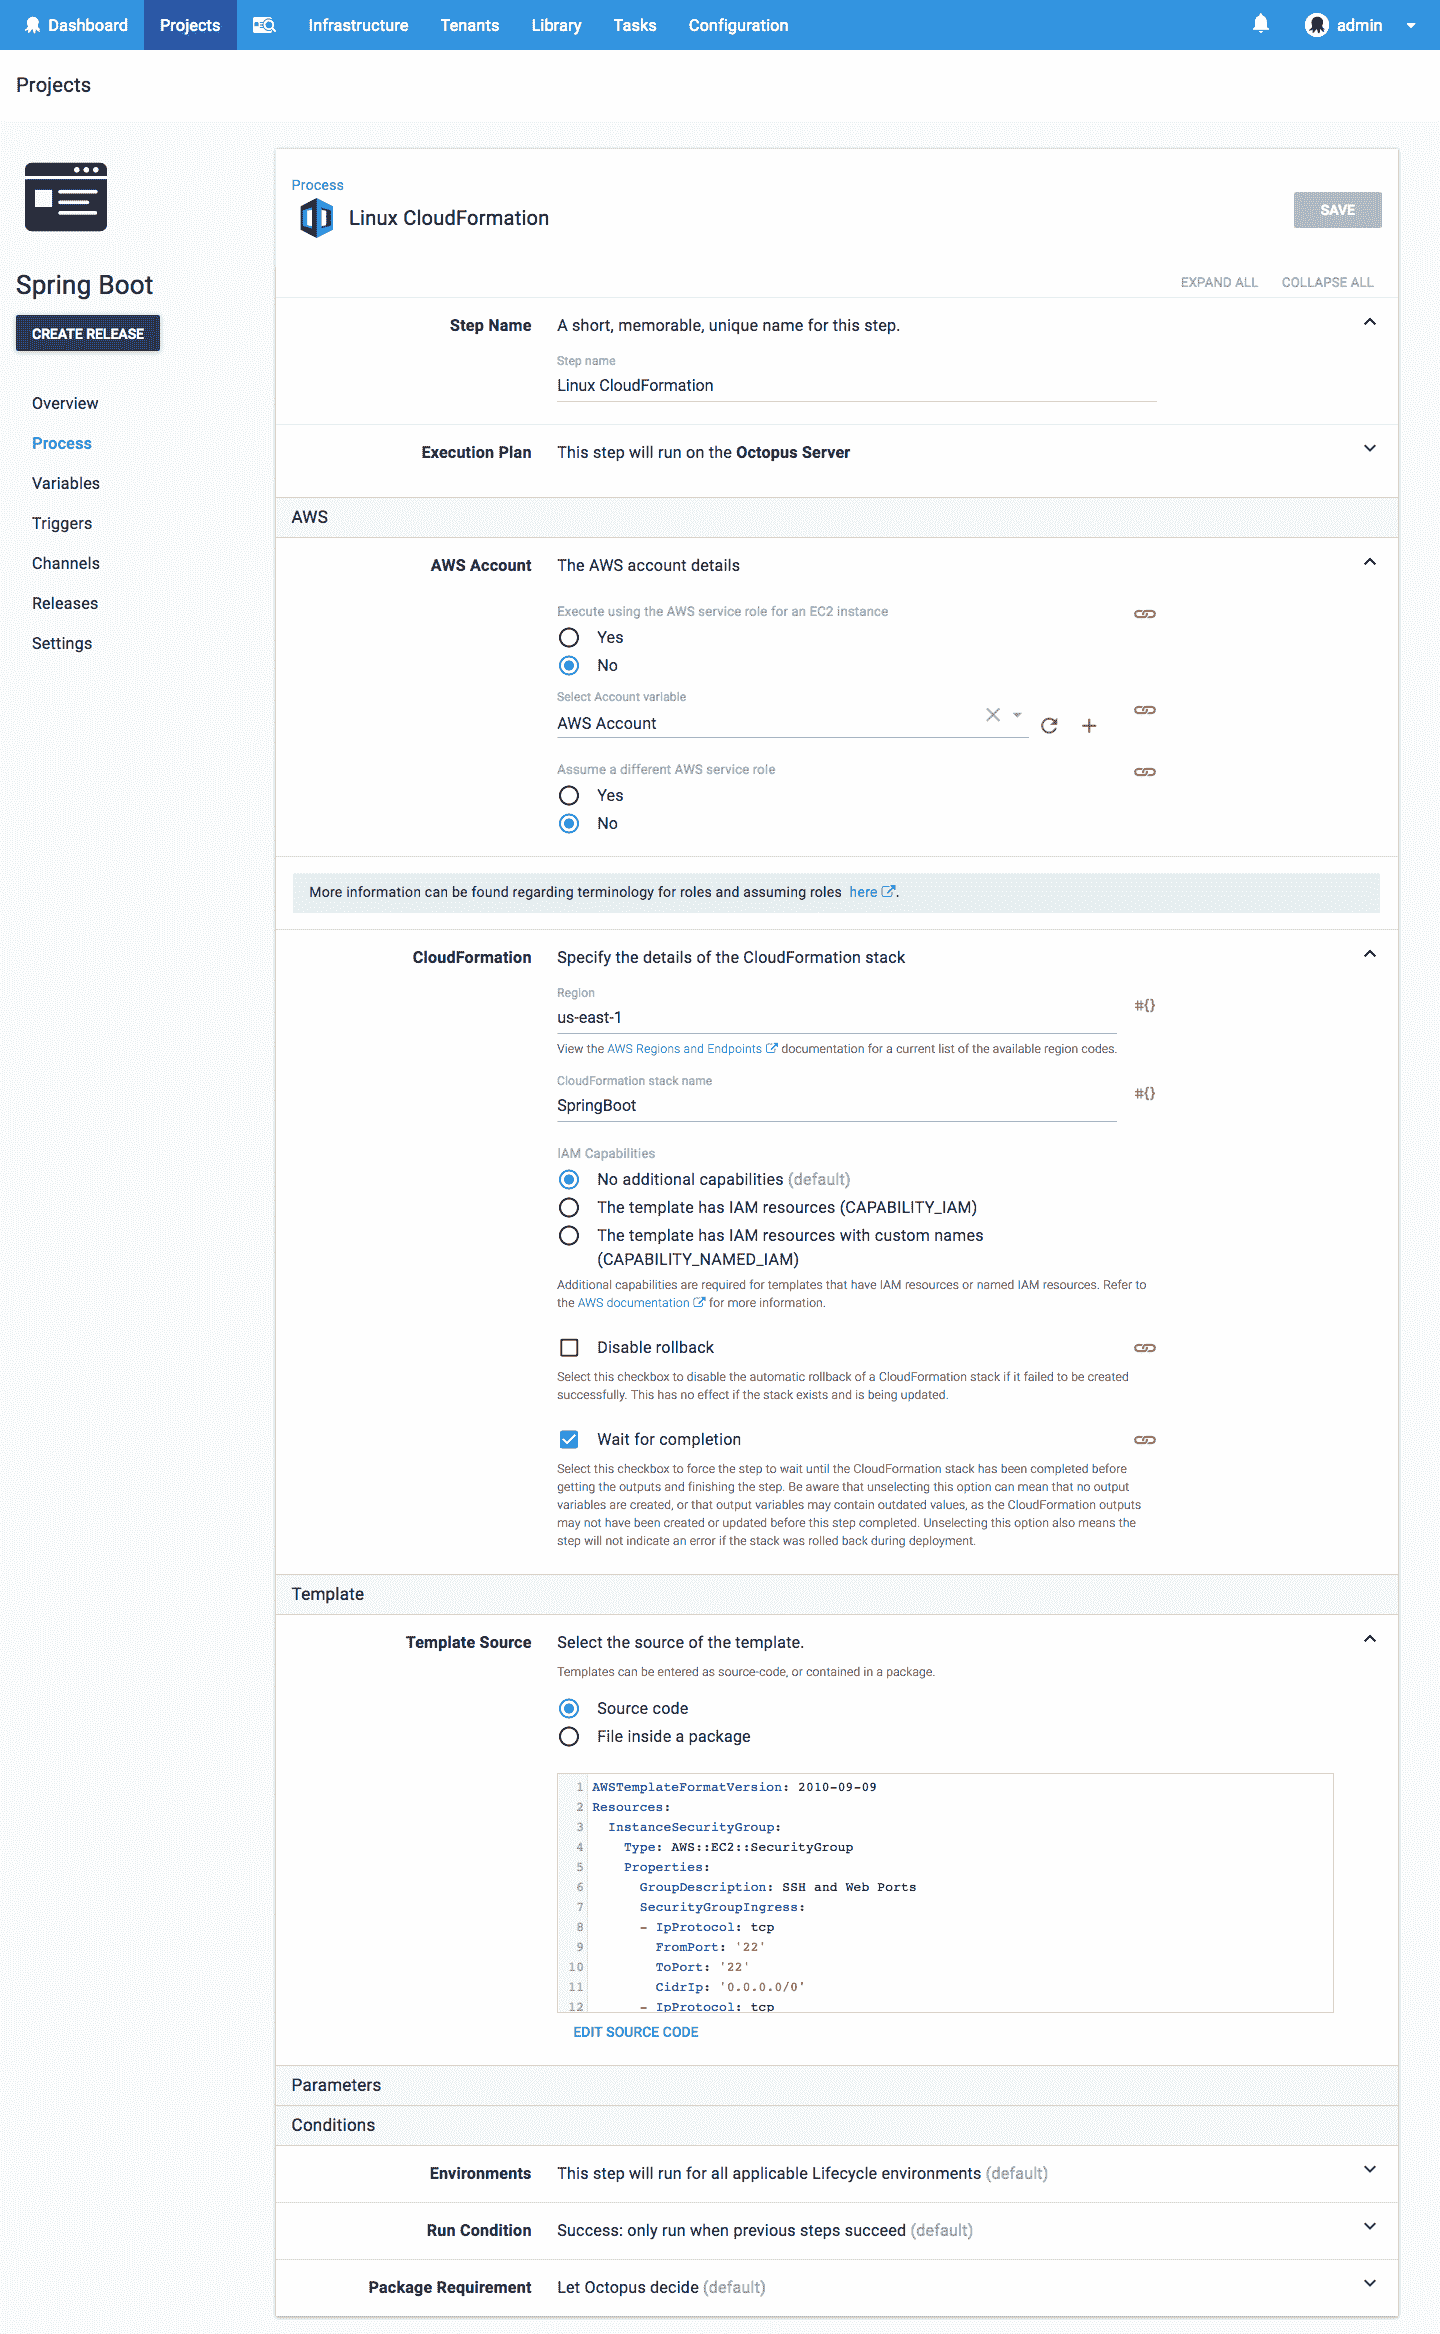 Dashboard Projects Infrastructure Tenants Library Tasks Configuration admin
Projects
Spring Boot
CREATE RELEASE
Overview
Process
Variables
Triggers
Channels
Releases
Settings
Process
Linux CloudFormation
SAVE
EXPAND ALL COLLAPSE ALL
Step Name A short, memorable, unique name for this step.
Step name
Linux CloudFormation
Execution Plan This step will run on the Octopus Server
AWS
AWS Account The AWS account details
Execute using the AWS service role for an EC2 instance
Yes
No
Select Account variable
AWS Account
Assume a different AWS service role
Yes
No
More information can be found regarding terminology for roles and assuming roles here.
CloudFormation Specify the details of the CloudFormation stack
Region
us-east-1 #{}
View the AWS Regions and Endpoints documentation for a current list of the available region codes.
CloudFormation stack name
SpringBoot #{}
IAM Capabilities
No additional capabilities (default)
The template has IAM resources (CAPABILITY_IAM)
The template has IAM resources with custom names
(CAPABILITY_NAMED_IAM)
Additional capabilities are required for templates that have IAM resources or named IAM resources. Refer to
the AWS documentation for more information.
Disable rollback
Select this checkbox to disable the automatic rollback of a CloudFormation stack if it failed to be created
successfully. This has no effect if the stack exists and is being updated.
Wait for completion
Select this checkbox to force the step to wait until the CloudFormation stack has been completed before
getting the outputs and finishing the step. Be aware that unselecting this option can mean that no output
variables are created, or that output variables may contain outdated values, as the CloudFormation outputs
may not have been created or updated before this step completed. Unselecting this option also means the
step will not indicate an error if the stack was rolled back during deployment.
Template
Template Source Select the source of the template.
Templates can be entered as source-code, or contained in a package.
Source code
File inside a package
1 AWSTemplateFormatVersion: 2010-09-09
2 Resources:
3 InstanceSecurityGroup:
4 Type: AWS::EC2::SecurityGroup
5 Properties:
6 GroupDescription: SSH and Web Ports
7 SecurityGroupIngress:
8 - IpProtocol: tcp
9 FromPort: '22'
10 ToPort: '22'
11 CidrIp: '0.0.0.0/0'
12 - IpProtocol: tcp
EDIT SOURCE CODE
Parameters
Conditions
Environments This step will run for all applicable Lifecycle environments (default)
Run Condition Success: only run when previous steps succeed (default)
Package Requirement Let Octopus decide (default)